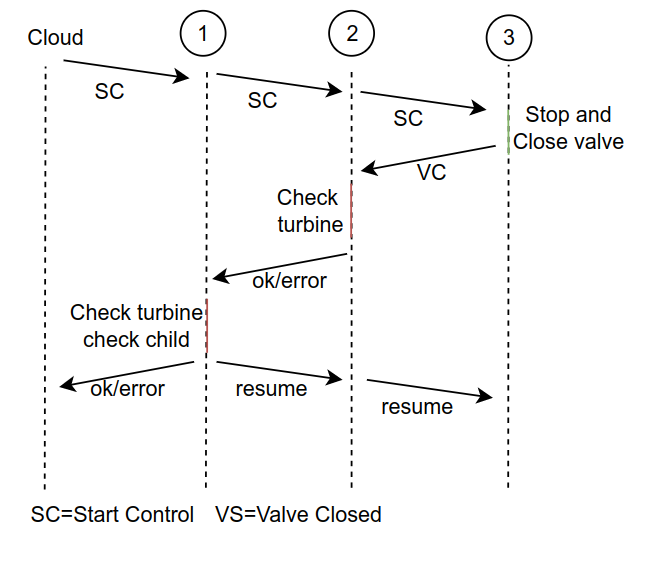 Cloud
1
2
3
SC
SC
SC
Stop and
Close valve
VC
Check
turbine
ok/error
Check turbine
check child
ok/error
resume
resume
SC=Start Control
VS=Valve Closed